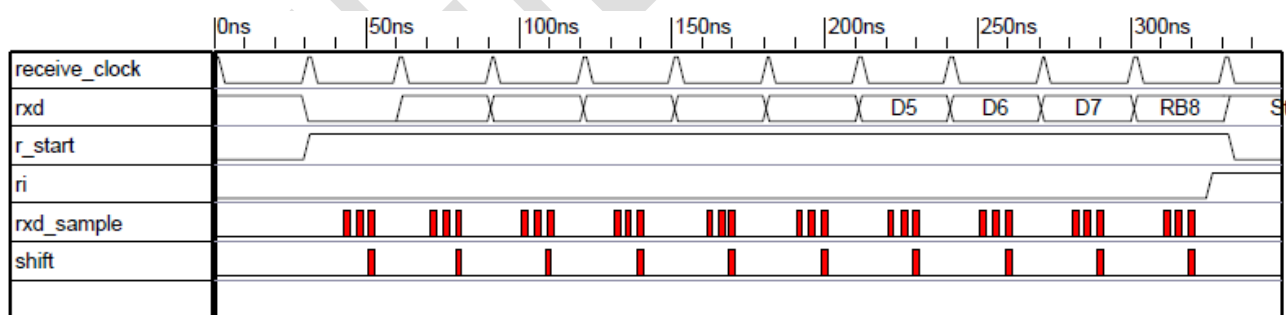 0ns 50ns 100ns 150ns 200ns 250ns 300ns
receive_clock
rxd D5 D6 D7 RB8
r_start
ri
rxd_sample
shift